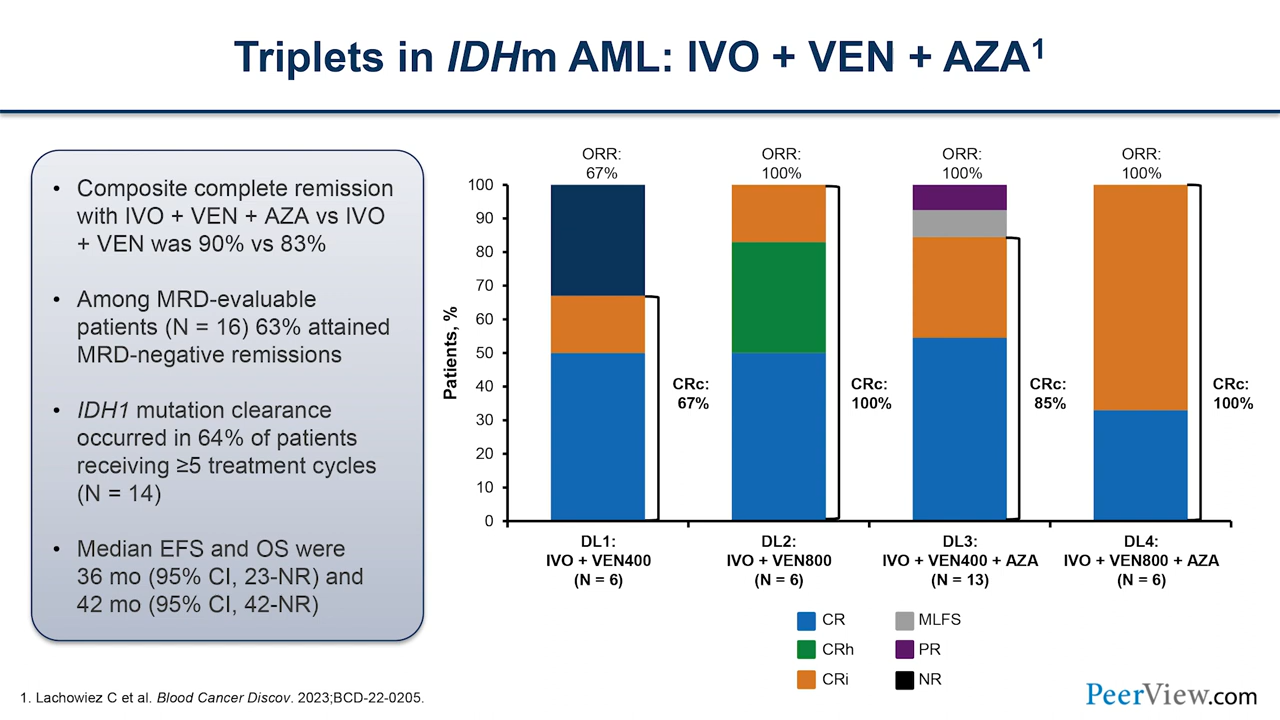 Triplets in IDHm AML: IVO + VEN + AZA1
• Composite complete remission
with IVO + VEN + AZA vs IVO
+ VEN was 90% vs 83%
• Among MRD-evaluable
patients (N = 16) 63% attained
MRD-negative remissions
• IDH1 mutation clearance
occurred in 64% of patients
receiving ≥5 treatment cycles
(N = 14)
• Median EFS and OS were
36 mo (95% CI, 23-NR) and
42 mo (95% CI, 42-NR)
Patients, %
100
90
80
70
60
50
40
30
20
10
0
ORR:
67%
ORR:
100%
ORR:
100%
ORR:
100%
CRc:
67%
CRc:
100%
CRc:
85%
CRc:
100%
DL1:
IVO + VEN400
(N = 6)
DL2:
IVO + VEN800
(N = 6)
DL3:
IVO + VEN400 + AZA
(N = 13)
DL4:
IVO + VEN800 + AZA
(N = 6)
CR
CRh
CRi
MLFS
PR
NR
1. Lachowiez C et al. Blood Cancer Discov. 2023;BCD-22-0205.
PeerView.com